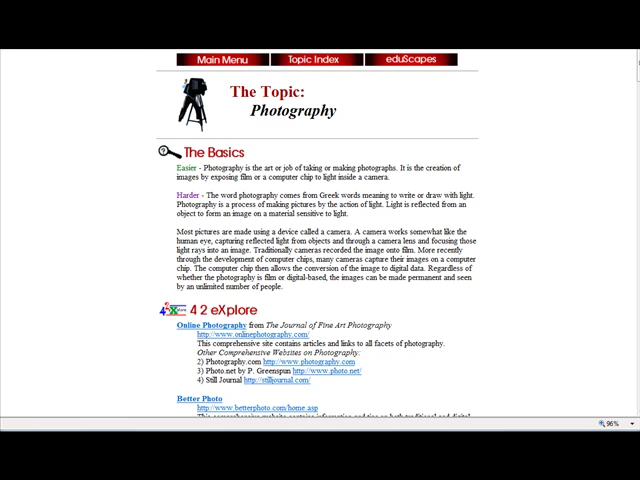 Main Menu Topic Index eduScapes
The Topic:
Photography
The Basics
Easier - Photography is the art or job of taking or making photographs. It is the creation of
images by exposing film or a computer chip to light inside a camera.
Harder - The word photography comes from Greek words meaning to write or draw with light.
Photography is a process of making pictures by the action of light. Light is reflected from an
object to form an image on a material sensitive to light.
Most pictures are made using a device called a camera. A camera works somewhat like the
human eye, capturing reflected light from objects and through a camera lens and focusing those
light rays into an image. Traditionally cameras recorded the image onto film. More recently
through the development of computer chips, many cameras capture their images on a computer
chip. The computer chip then allows the conversion of the image to digital data. Regardless of
whether the photography is film or digital-based, the images can be made permanent and seen
by an unlimited number of people.
4 2 eXplore
Online Photography from The Journal of Fine Art Photography
http://www.onlinephotography.com/
This comprehensive site contains articles and links to all facets of photography.
Other Comprehensive Websites on Photography:
2) Photography.com http://www.photography.com
3) Photo.net by P. Greenspun http://www.photo.net/
4) Still Journal http://stilljournal.com/
Better Photo
http://www.betterphoto.com/home.asp
96%